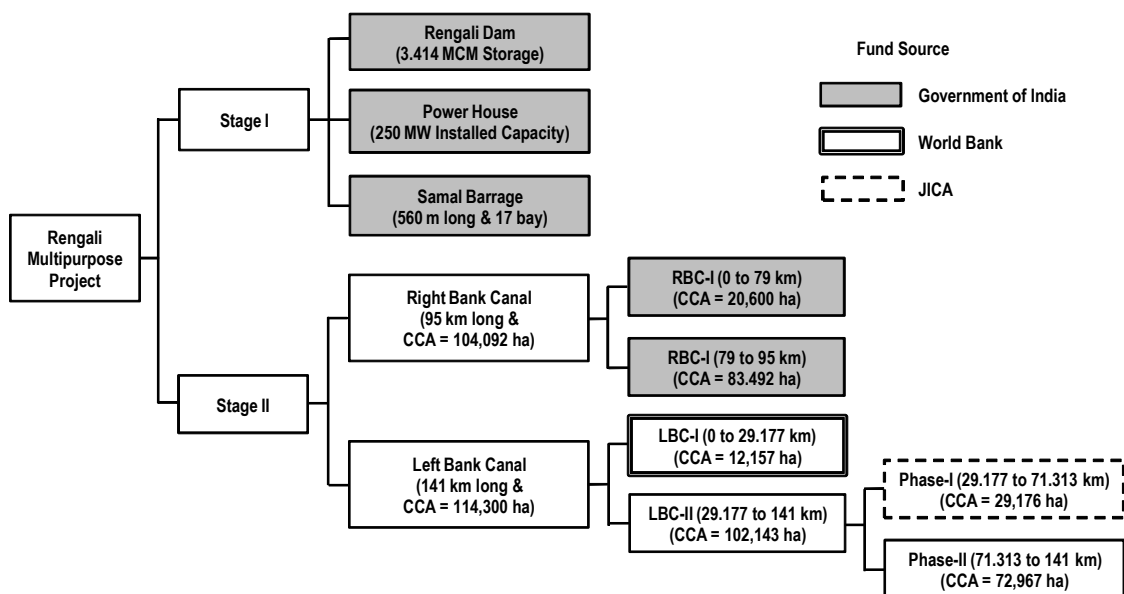 Rengali Multipurpose Project
Stage I
Rengali Dam
(3.414 MCM Storage)
Power House
(250 MW Installed Capacity)
Samal Barrage
(560 m long & 17 bay)
Stage II
Right Bank Canal
(95 km long &
CCA = 104,092 ha)
RBC-I (0 to 79 km)
(CCA = 20,600 ha)
RBC-I (79 to 95 km)
(CCA = 83.492 ha)
Left Bank Canal
(141 km long &
CCA = 114,300 ha)
LBC-I (0 to 29.177 km)
(CCA = 12,157 ha)
LBC-II (29.177 to 141 km)
(CCA = 102,143 ha)
Phase-I (29.177 to 71.313 km)
(CCA = 29,176 ha)
Phase-II (71.313 to 141 km)
(CCA = 72,967 ha)
Fund Source
Government of India
World Bank
JICA